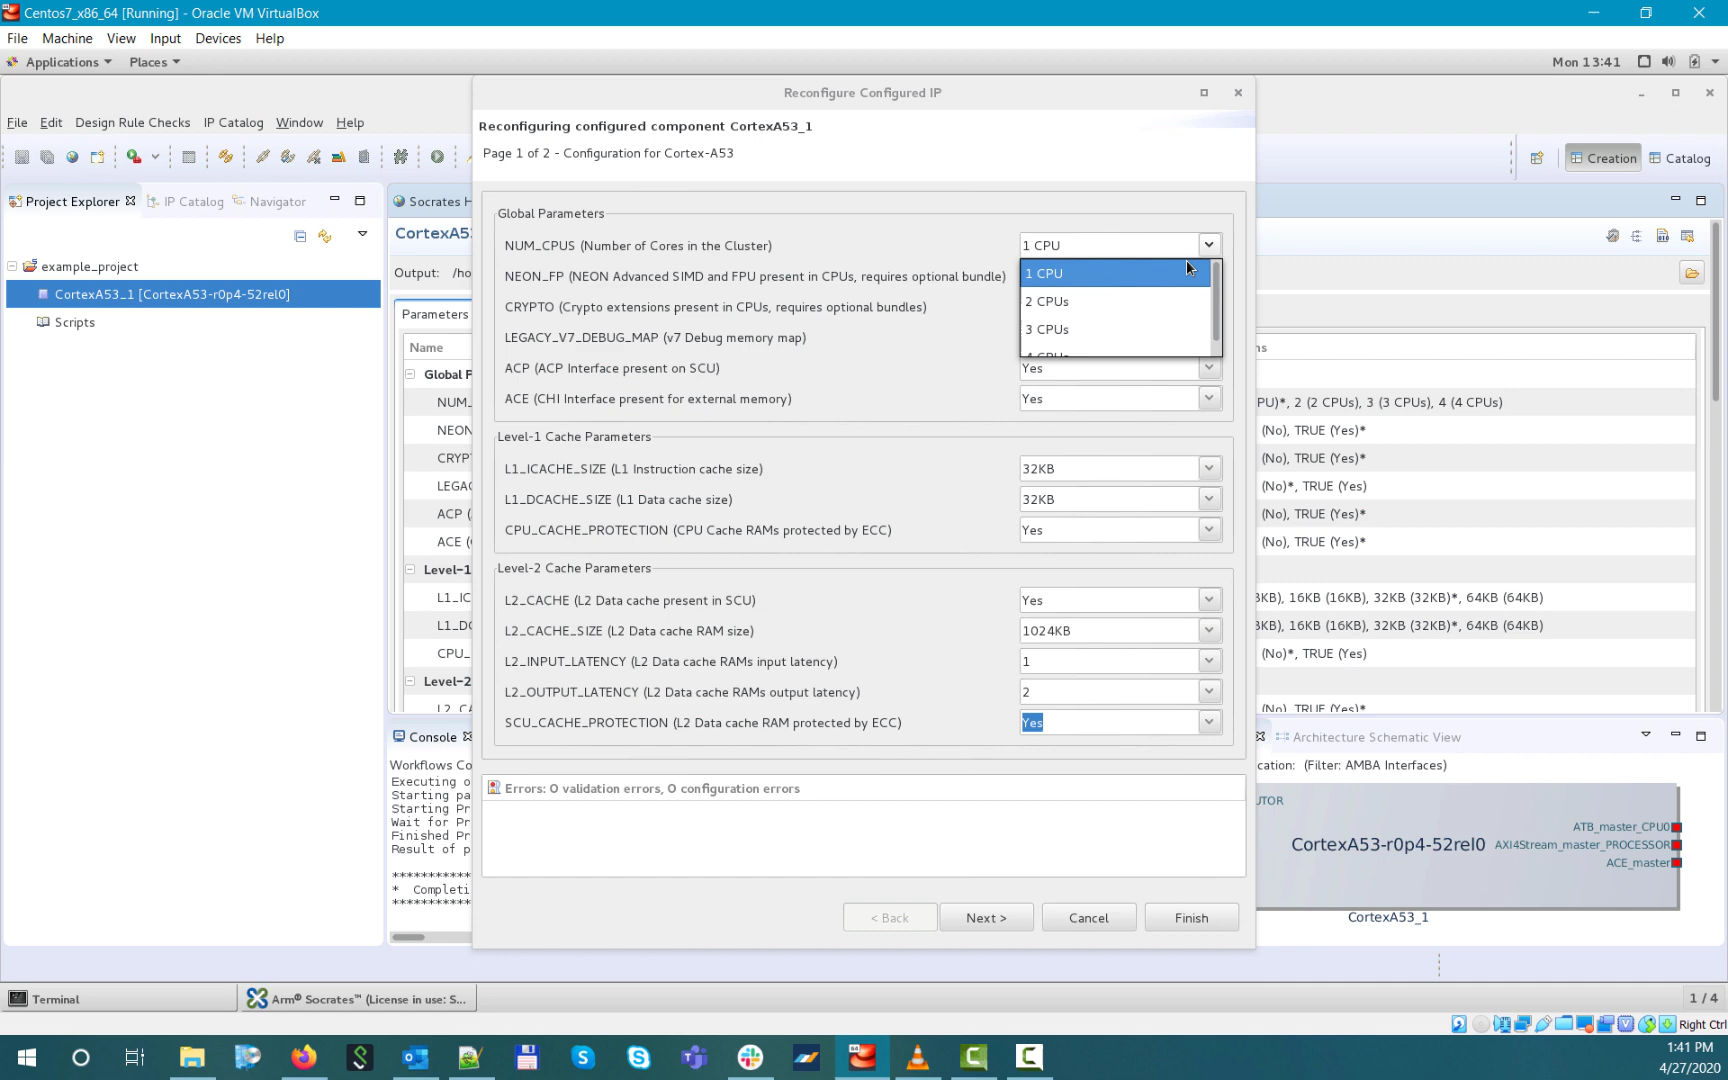 Centos7_x86_64 [Running] - Oracle VM VirtualBox
File Machine View Input Devices Help
Applications Places Mon 13:41
Reconfigure Configured IP
File Edit Design Rule Checks IP Catalog Window Help
Reconfiguring configured component CortexA53_1
Page 1 of 2 - Configuration for Cortex-A53
Creation Catalog
Project Explorer IP Catalog Navigator
Socrates H
CortexA5
Output: /ho
example_project
CortexA53_1 [CortexA53-r0p4-52rel0]
Scripts
Parameters
Name
Global P
NUM_
NEON
CRYP
LEGA
ACP (
ACE (
Level-1
L1_IC
L1_D
CPU_
Level-2
L2_CA
Global Parameters
NUM_CPUS (Number of Cores in the Cluster) 1 CPU
NEON_FP (NEON Advanced SIMD and FPU present in CPUs, requires optional bundle)
CRYPTO (Crypto extensions present in CPUs, requires optional bundles)
LEGACY_V7_DEBUG_MAP (v7 Debug memory map)
1 CPU
2 CPUs
3 CPUs
4 CPUs
ACP (ACP Interface present on SCU) Yes
ACE (CHI Interface present for external memory) Yes
Level-1 Cache Parameters
L1_ICACHE_SIZE (L1 Instruction cache size) 32KB
L1_DCACHE_SIZE (L1 Data cache size) 32KB
CPU_CACHE_PROTECTION (CPU Cache RAMs protected by ECC) Yes
Level-2 Cache Parameters
L2_CACHE (L2 Data cache present in SCU) Yes
L2_CACHE_SIZE (L2 Data cache RAM size) 1024KB
L2_INPUT_LATENCY (L2 Data cache RAMs input latency) 1
L2_OUTPUT_LATENCY (L2 Data cache RAMs output latency) 2
SCU_CACHE_PROTECTION (L2 Data cache RAM protected by ECC) Yes
Errors: 0 validation errors, 0 configuration errors
< Back Next > Cancel Finish
ns
PU)*, 2 (2 CPUs), 3 (3 CPUs), 4 (4 CPUs)
(No), TRUE (Yes)*
(No), TRUE (Yes)*
(No)*, TRUE (Yes)
(No), TRUE (Yes)*
(No), TRUE (Yes)*
8KB), 16KB (16KB), 32KB (32KB)*, 64KB (64KB)
8KB), 16KB (16KB), 32KB (32KB)*, 64KB (64KB)
(No)*, TRUE (Yes)
(No), TRUE (Yes)*
Console
Workflows Co
Executing o
Starting pa
Starting Pr
Wait for Pr
Finished Pr
Result of p
***********
* Completi
***********
Architecture Schematic View
cation: (Filter: AMBA Interfaces)
UTOR
CortexA53-r0p4-52rel0
ATB_master_CPU0
AXI4Stream_master_PROCESSOR
ACE_master
CortexA53_1
Terminal
Arm® Socrates™ (License in use: S...
1 / 4
Right Ctrl
1:41 PM
4/27/2020